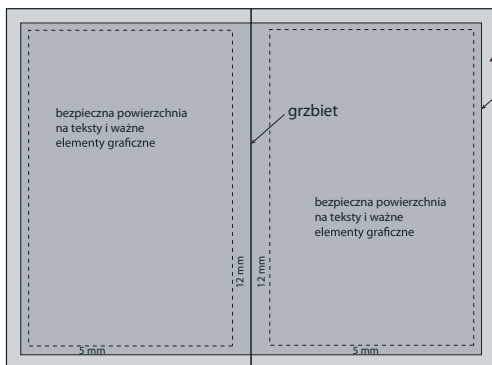 bezpieczna powierzchnia
na teksty i ważne
elementy graficzne
grzbiet
bezpieczna powierzchnia
na teksty i ważne
elementy graficzne
12 mm
12 mm
5 mm
5 mm